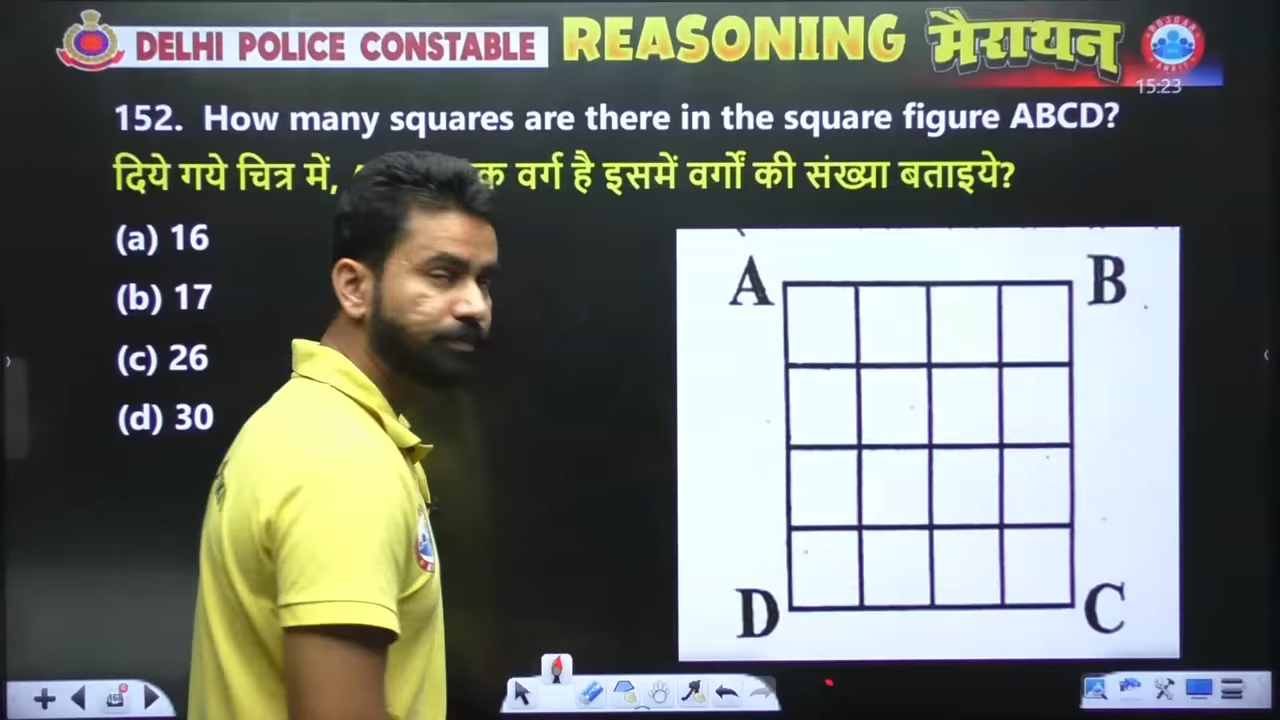 DELHI POLICE CONSTABLE REASONING मैराथन
15:23
152. How many squares are there in the square figure ABCD?
दिये गये चित्र में, वर्ग है इसमें वर्गों की संख्या बताइये?
(a) 16
(b) 17
(c) 26
(d) 30
A B
D C